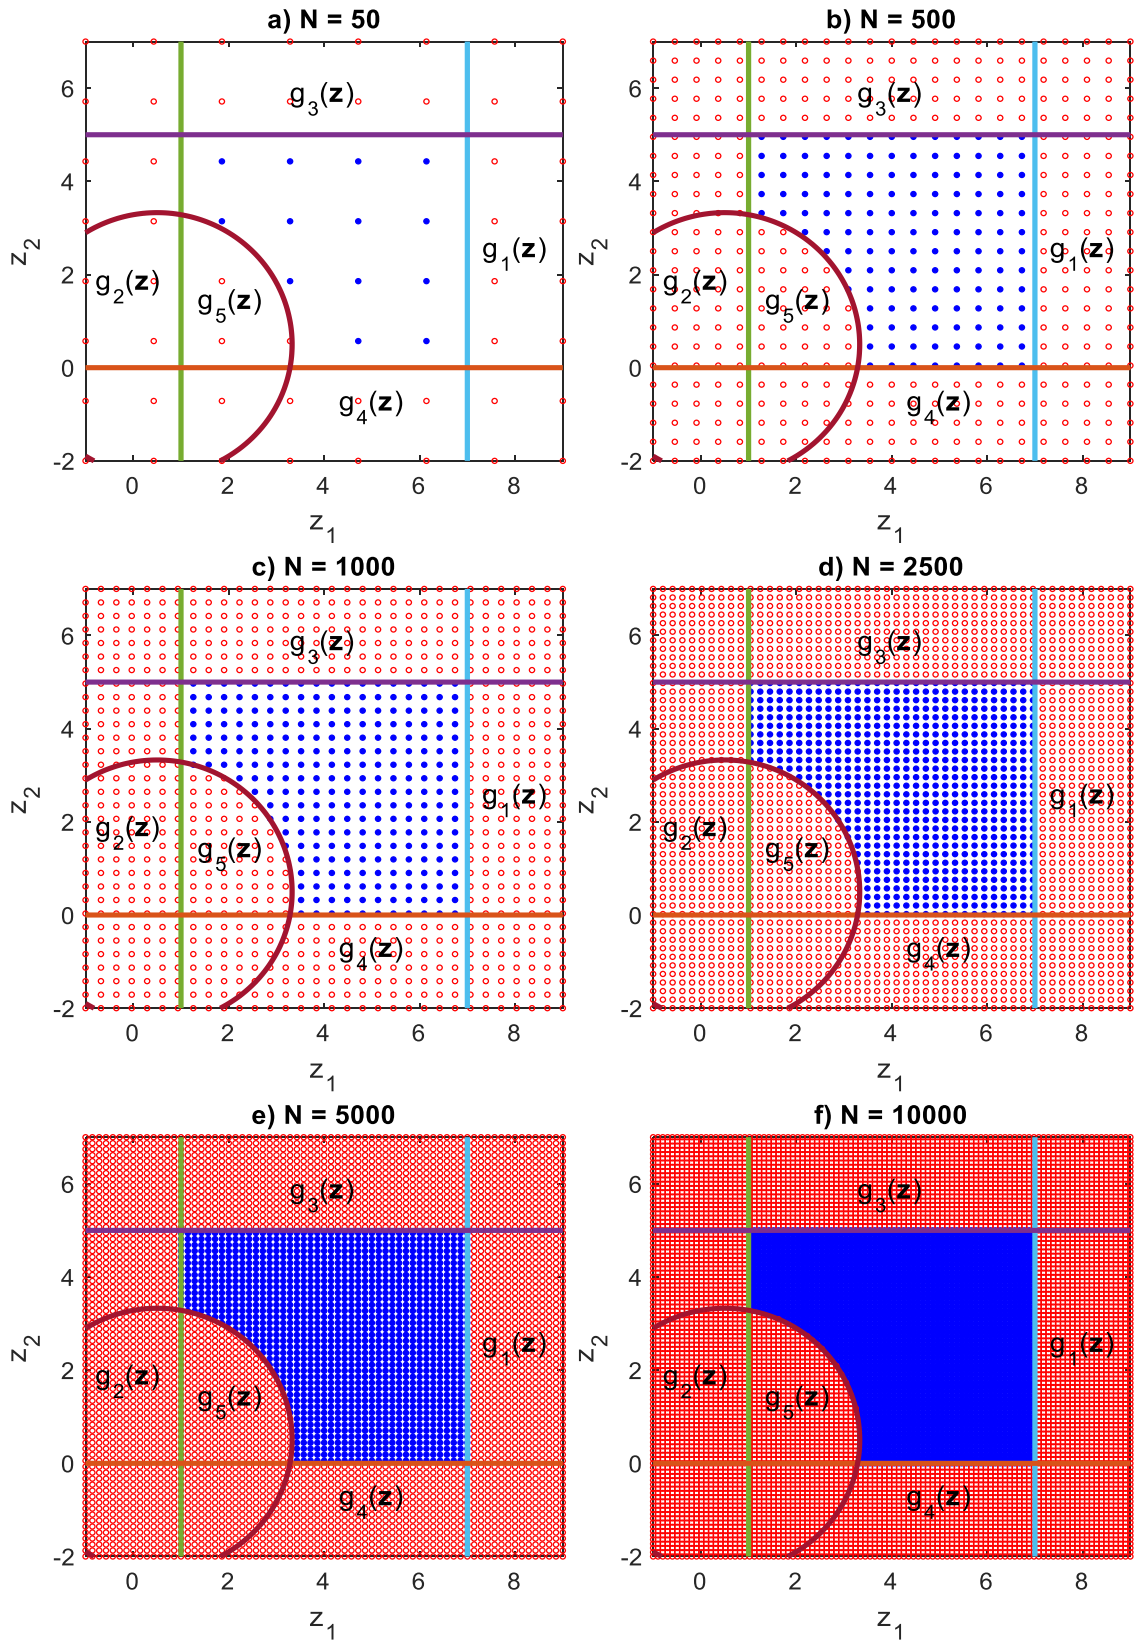 a) N = 50
6
4
2
0
-2
z2
g3(z)
g1(z)
g2(z)
g5(z)
g4(z)
0 2 4 6 8
z1
b) N = 500
6
4
2
0
-2
z2
g3(z)
g1(z)
g2(z)
g5(z)
g4(z)
0 2 4 6 8
z1
c) N = 1000
6
4
2
0
-2
z2
g3(z)
g1(z)
g2(z)
g5(z)
g4(z)
0 2 4 6 8
z1
d) N = 2500
6
4
2
0
-2
z2
g3(z)
g1(z)
g2(z)
g5(z)
g4(z)
0 2 4 6 8
z1
e) N = 5000
6
4
2
0
-2
z2
g3(z)
g1(z)
g2(z)
g5(z)
g4(z)
0 2 4 6 8
z1
f) N = 10000
6
4
2
0
-2
z2
g3(z)
g1(z)
g2(z)
g5(z)
g4(z)
0 2 4 6 8
z1